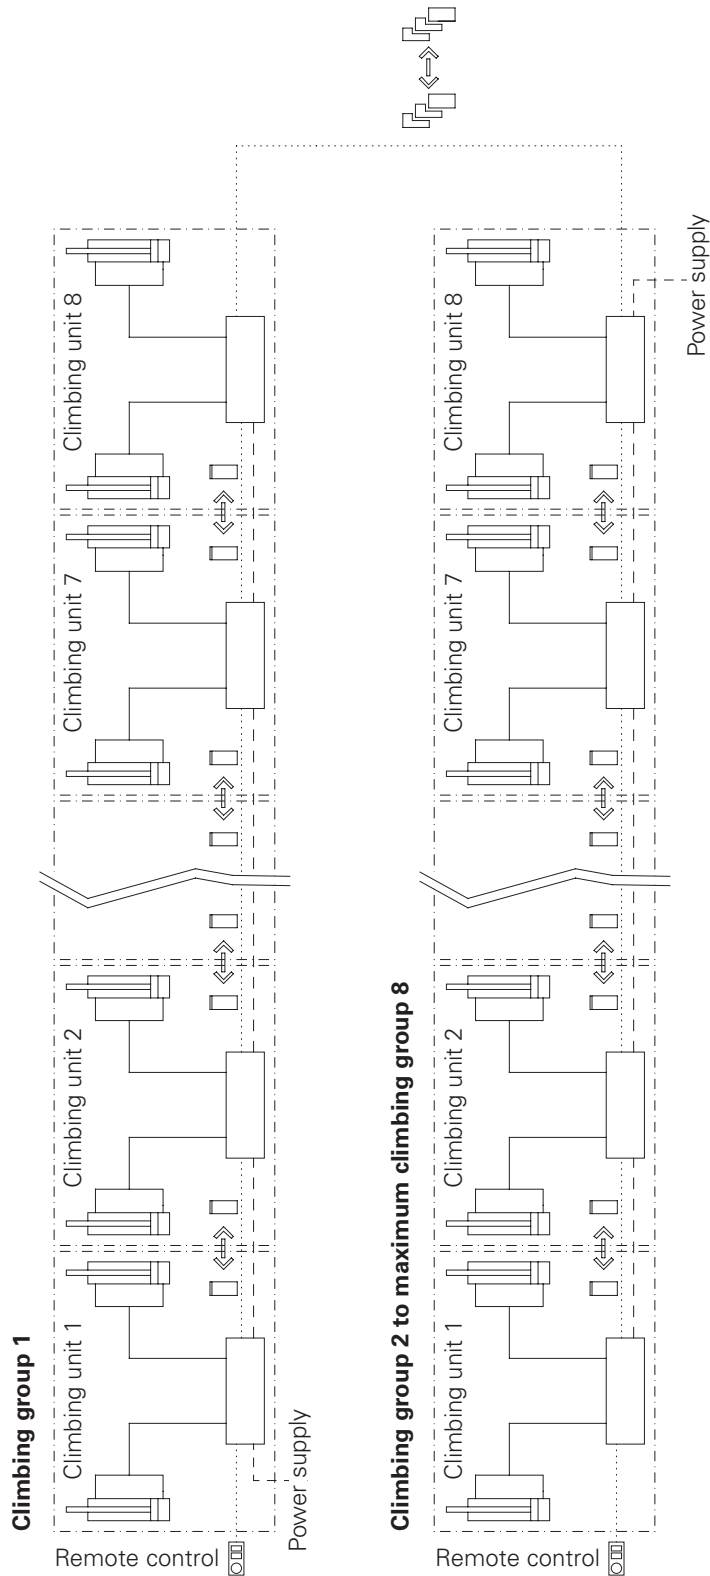 Climbing group 1
Climbing unit 1
Climbing unit 2
Climbing unit 7
Climbing unit 8
Remote control
Power supply
Climbing group 2 to maximum climbing group 8
Climbing unit 1
Climbing unit 2
Climbing unit 7
Climbing unit 8
Remote control
Power supply